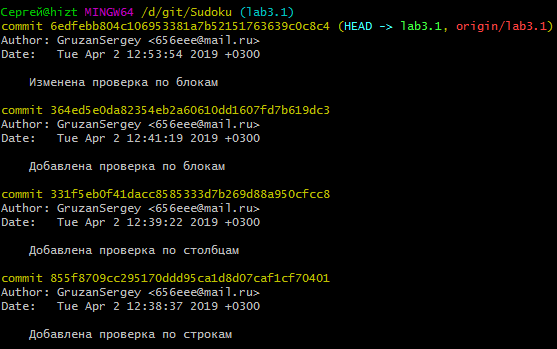 Сергей@hizt MINGW64 /d/git/Sudoku (lab3.1)
commit 6edfebb804c106953381a7b52151763639c0c8c4 (HEAD -> lab3.1, origin/lab3.1)
Author: GruzanSergey <656eee@mail.ru>
Date:   Tue Apr 2 12:53:54 2019 +0300
Изменена проверка по блокам
commit 364ed5e0da82354eb2a60610dd1607fd7b619dc3
Author: GruzanSergey <656eee@mail.ru>
Date:   Tue Apr 2 12:41:19 2019 +0300
Добавлена проверка по блокам
commit 331f5eb0f41dacc8585333d7b269d88a950cfcc8
Author: GruzanSergey <656eee@mail.ru>
Date:   Tue Apr 2 12:39:22 2019 +0300
Добавлена проверка по столбцам
commit 855f8709cc295170ddd95ca1d8d07caf1cf70401
Author: GruzanSergey <656eee@mail.ru>
Date:   Tue Apr 2 12:38:37 2019 +0300
Добавлена проверка по строкам